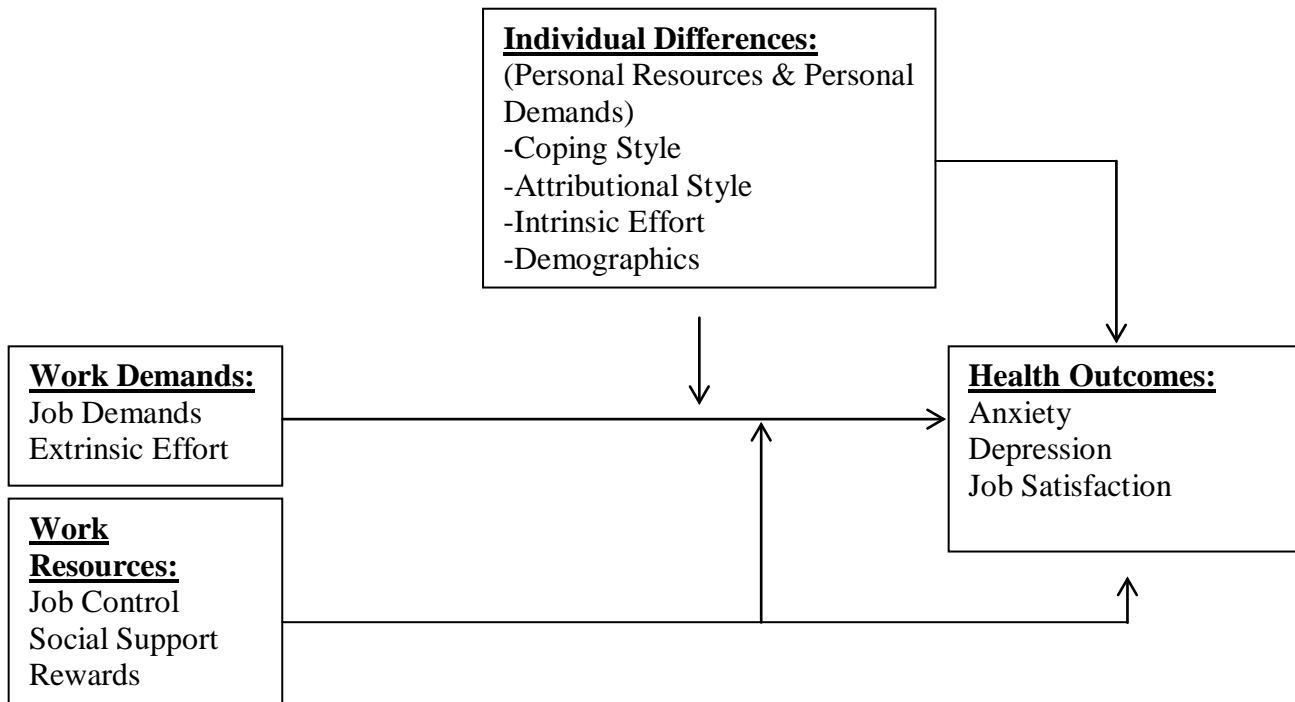 Individual Differences:
(Personal Resources & Personal
Demands)
-Coping Style
-Attributional Style
-Intrinsic Effort
-Demographics
Work Demands:
Job Demands
Extrinsic Effort
Health Outcomes:
Anxiety
Depression
Job Satisfaction
Work
Resources:
Job Control
Social Support
Rewards